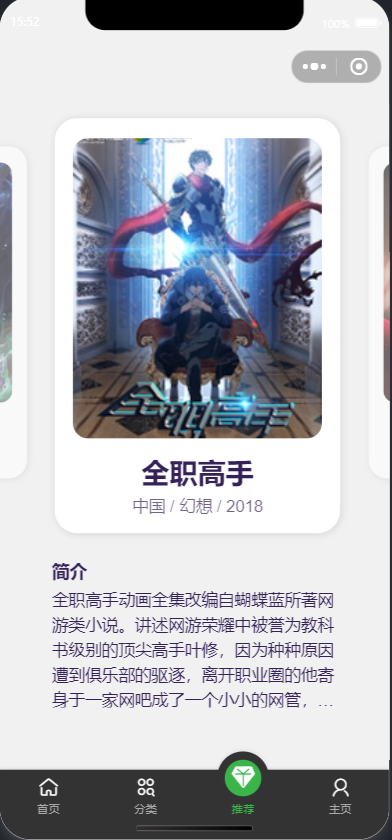 15:52
100%
全职高手
全职高手
中国 / 幻想 / 2018
简介
全职高手动画全集改编自蝴蝶蓝所著网
游类小说。讲述网游荣耀中被誉为教科
书级别的顶尖高手叶修，因为种种原因
遭到俱乐部的驱逐，离开职业圈的他寄
身于一家网吧成了一个小小的网管，...
首页
分类
推荐
主页